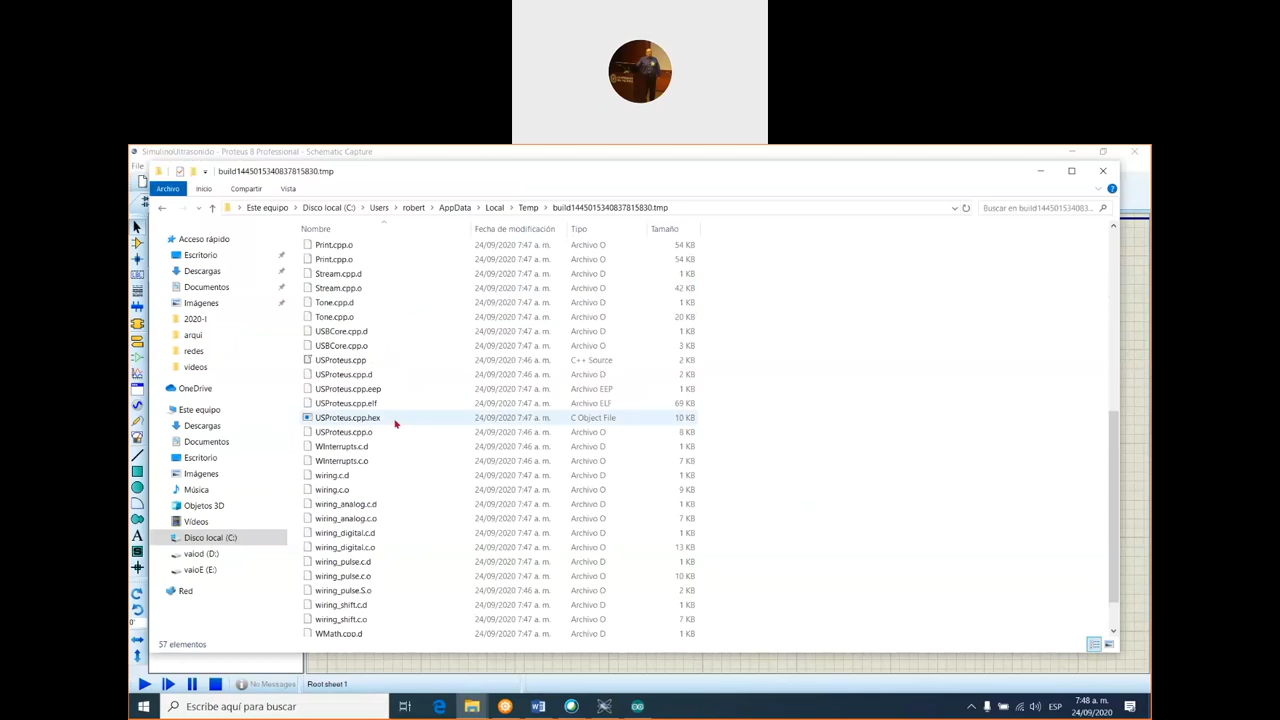 SimulinoUltrasonido - Proteus 8 Professional - Schematic Capture
File
build1445015340837815830.tmp
Archivo Inicio Compartir Vista
Este equipo > Disco local (C:) > Users > robert > AppData > Local > Temp > build1445015340837815830.tmp
Buscar en build144501534083...
Nombre Fecha de modificación Tipo Tamaño
Acceso rápido
Escritorio
Descargas
Documentos
Imágenes
2020-I
arqui
redes
videos
OneDrive
Este equipo
Descargas
Documentos
Escritorio
Imágenes
Música
Objetos 3D
Vídeos
Disco local (C:)
vaiod (D:)
vaioE (E:)
Red
Print.cpp.o 24/09/2020 7:47 a. m. Archivo O 54 KB
Print.cpp.o 24/09/2020 7:47 a. m. Archivo O 54 KB
Stream.cpp.d 24/09/2020 7:47 a. m. Archivo D 1 KB
Stream.cpp.o 24/09/2020 7:47 a. m. Archivo O 42 KB
Tone.cpp.d 24/09/2020 7:47 a. m. Archivo D 1 KB
Tone.cpp.o 24/09/2020 7:47 a. m. Archivo O 20 KB
USBCore.cpp.d 24/09/2020 7:47 a. m. Archivo D 1 KB
USBCore.cpp.o 24/09/2020 7:47 a. m. Archivo O 3 KB
USProteus.cpp 24/09/2020 7:46 a. m. C++ Source 2 KB
USProteus.cpp.d 24/09/2020 7:46 a. m. Archivo D 2 KB
USProteus.cpp.eep 24/09/2020 7:47 a. m. Archivo EEP 1 KB
USProteus.cpp.elf 24/09/2020 7:47 a. m. Archivo ELF 69 KB
USProteus.cpp.hex 24/09/2020 7:47 a. m. C Object File 10 KB
USProteus.cpp.o 24/09/2020 7:46 a. m. Archivo O 8 KB
WInterrupts.c.d 24/09/2020 7:46 a. m. Archivo D 1 KB
WInterrupts.c.o 24/09/2020 7:46 a. m. Archivo O 7 KB
wiring.c.d 24/09/2020 7:47 a. m. Archivo D 1 KB
wiring.c.o 24/09/2020 7:47 a. m. Archivo O 9 KB
wiring_analog.c.d 24/09/2020 7:47 a. m. Archivo D 1 KB
wiring_analog.c.o 24/09/2020 7:47 a. m. Archivo O 7 KB
wiring_digital.c.d 24/09/2020 7:47 a. m. Archivo D 1 KB
wiring_digital.c.o 24/09/2020 7:47 a. m. Archivo O 13 KB
wiring_pulse.c.d 24/09/2020 7:47 a. m. Archivo D 1 KB
wiring_pulse.c.o 24/09/2020 7:47 a. m. Archivo O 10 KB
wiring_pulse.S.o 24/09/2020 7:46 a. m. Archivo O 2 KB
wiring_shift.c.d 24/09/2020 7:47 a. m. Archivo D 1 KB
wiring_shift.c.o 24/09/2020 7:47 a. m. Archivo O 7 KB
WMath.cpp.d 24/09/2020 7:47 a. m. Archivo D 1 KB
57 elementos
No Messages Root sheet 1
Escribe aquí para buscar
ESP
7:48 a. m.
24/09/2020